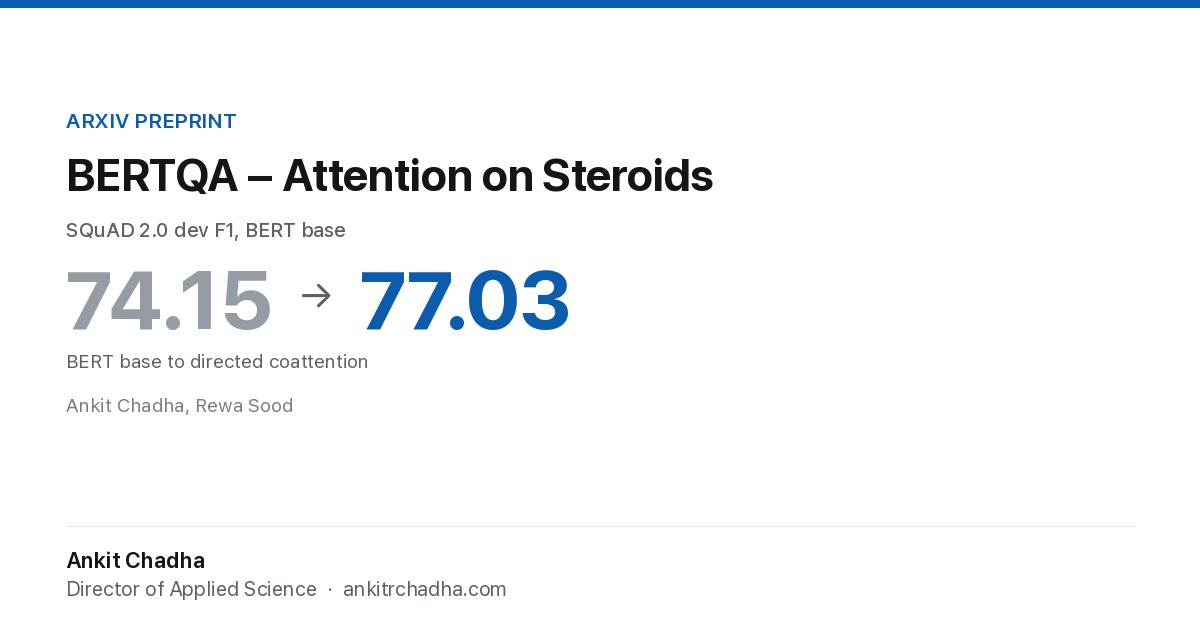 ARXIV PREPRINT
BERTQA – Attention on Steroids
SQuAD 2.0 dev F1, BERT base
74.15 → 77.03
BERT base to directed coattention
Ankit Chadha, Rewa Sood
Ankit Chadha
Director of Applied Science · ankitrchadha.com